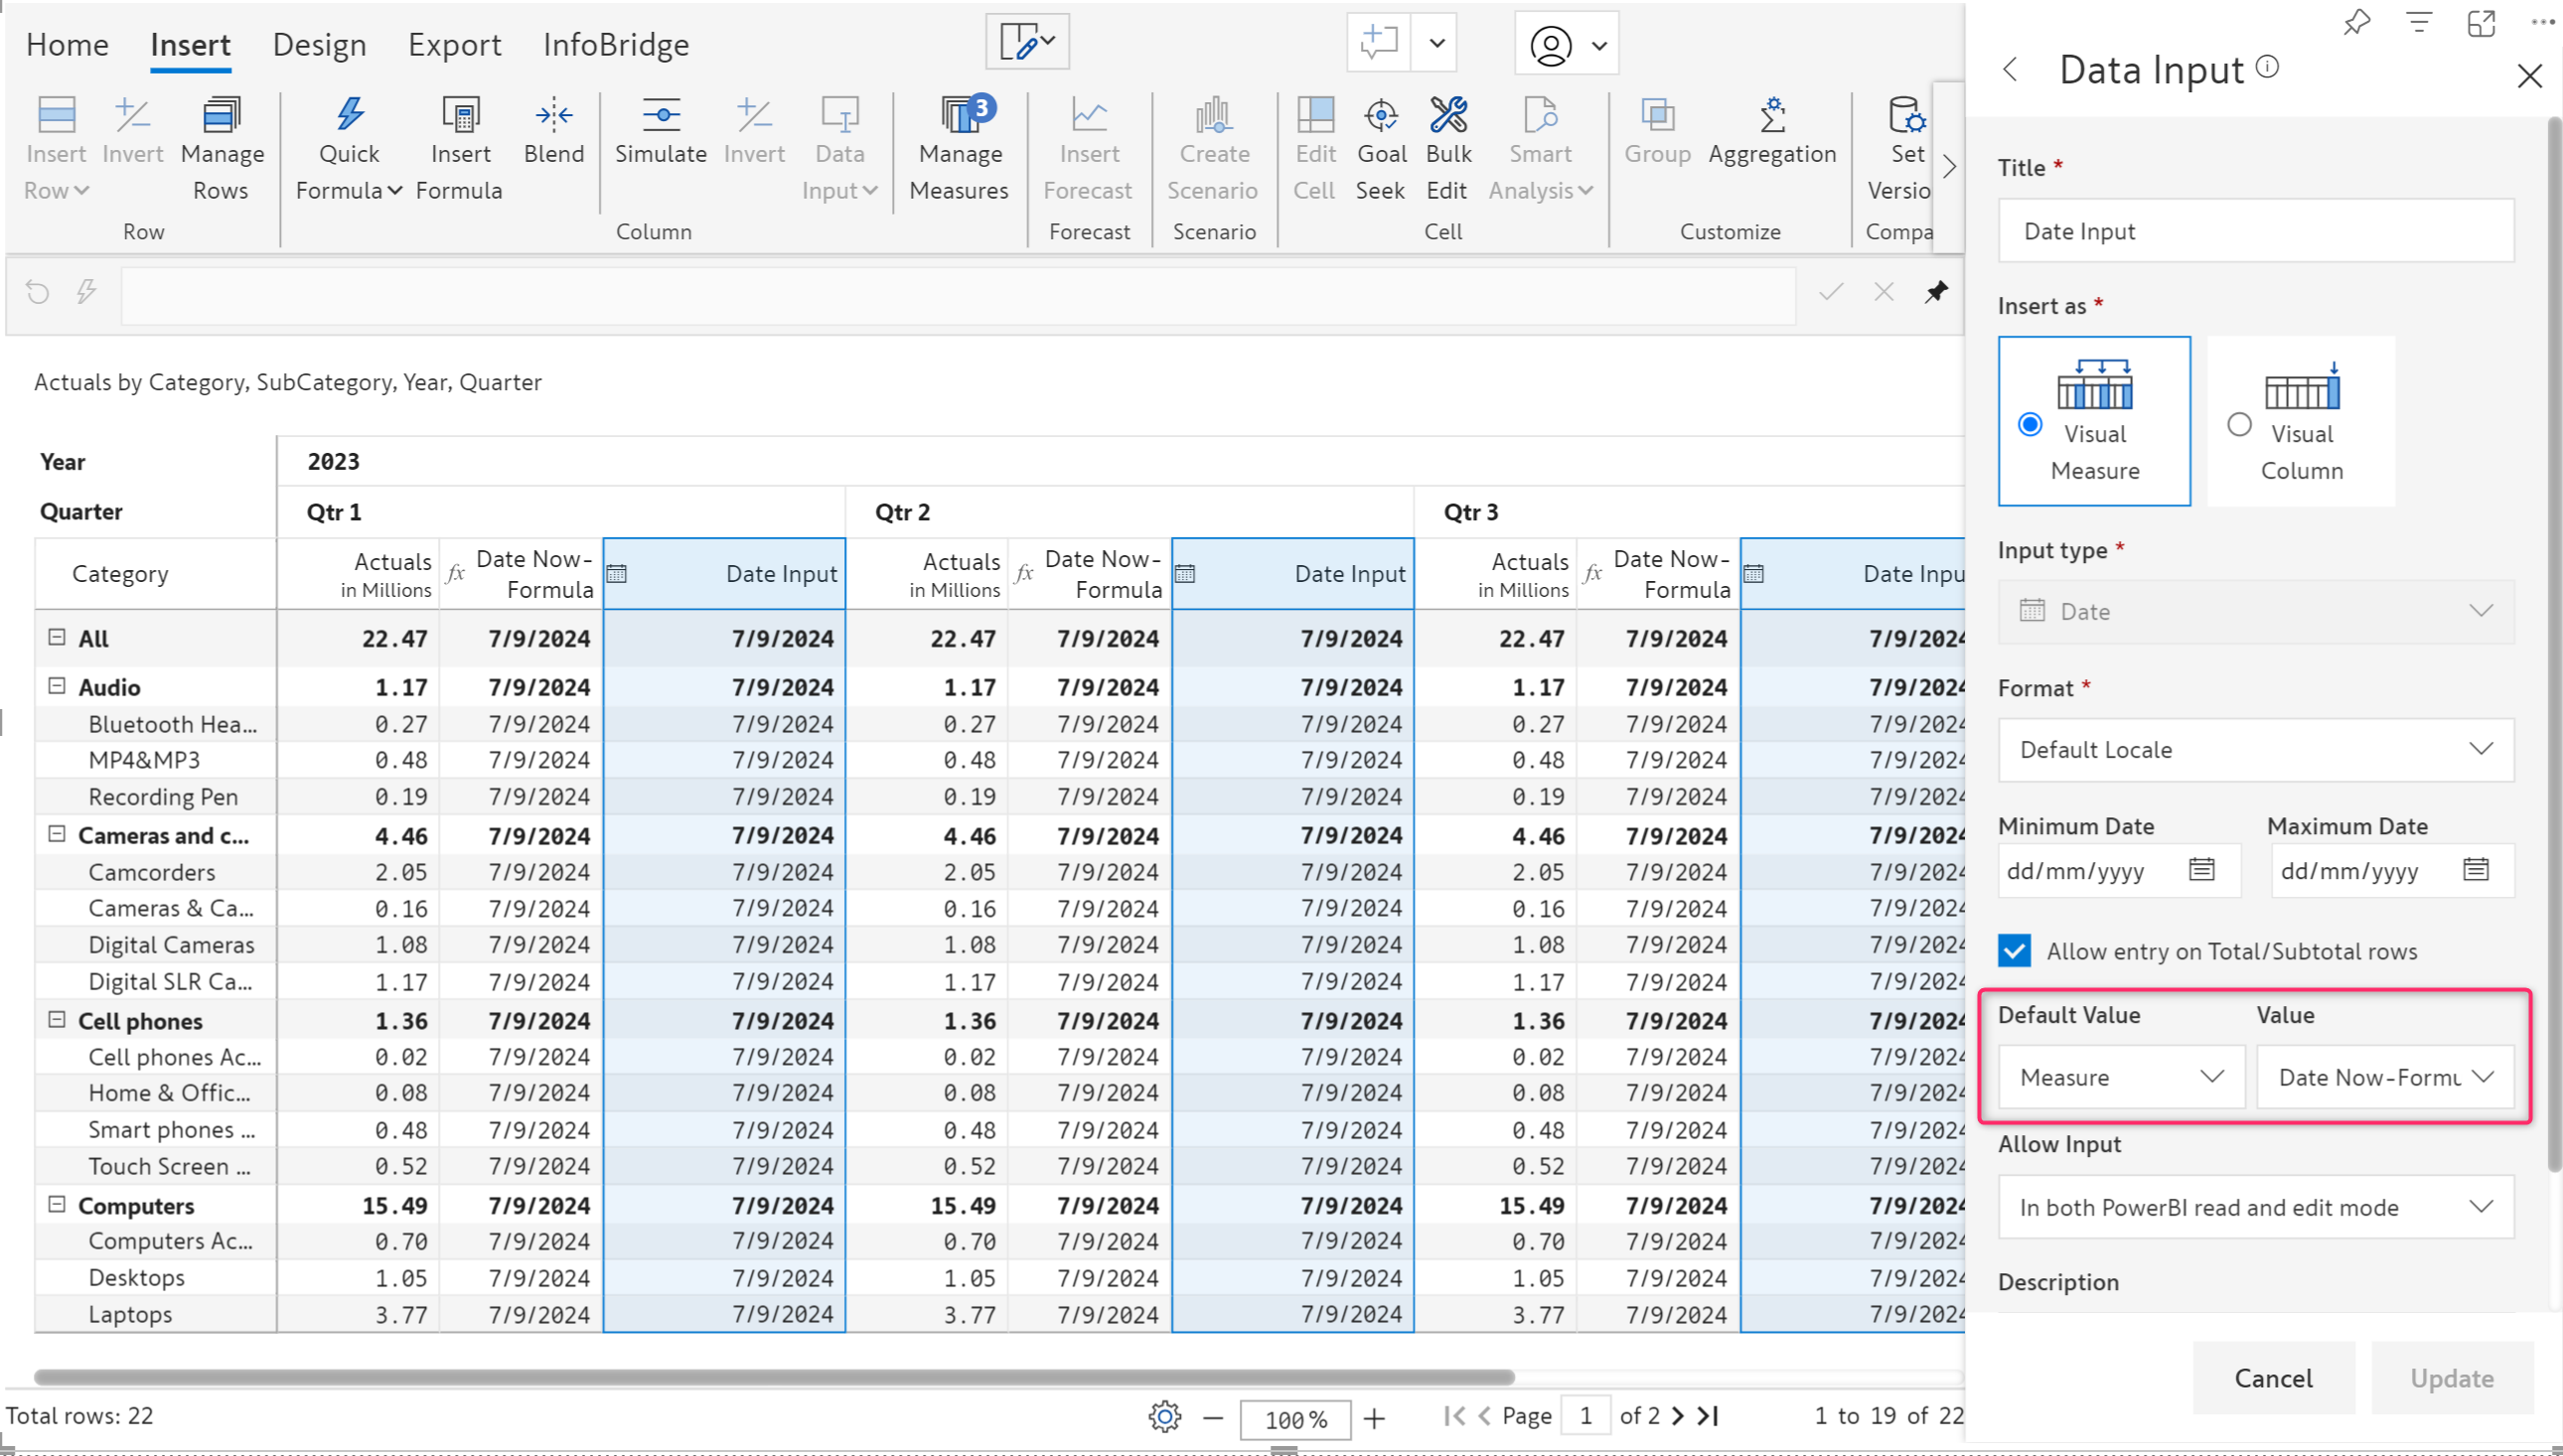 Home Insert Design Export InfoBridge
Insert Row
Invert
Manage Rows
Row
Quick Formula
Insert Formula
Blend
Simulate
Invert
Data Input
Column
3
Manage Measures
Insert Forecast
Forecast
Create Scenario
Scenario
Edit Cell
Goal Seek
Bulk Edit
Smart Analysis
Cell
Group
Aggregation
Customize
Set Versio
Compa
Actuals by Category, SubCategory, Year, Quarter
Year 2023
Quarter Qtr 1 Qtr 2 Qtr 3
Category Actuals in Millions fx Date Now-Formula Date Input Actuals in Millions fx Date Now-Formula Date Input Actuals in Millions fx Date Now-Formula Date Inpu
All 22.47 7/9/2024 7/9/2024 22.47 7/9/2024 7/9/2024 22.47 7/9/2024 7/9/2024
Audio 1.17 7/9/2024 7/9/2024 1.17 7/9/2024 7/9/2024 1.17 7/9/2024 7/9/2024
Bluetooth Hea... 0.27 7/9/2024 7/9/2024 0.27 7/9/2024 7/9/2024 0.27 7/9/2024 7/9/2024
MP4&MP3 0.48 7/9/2024 7/9/2024 0.48 7/9/2024 7/9/2024 0.48 7/9/2024 7/9/2024
Recording Pen 0.19 7/9/2024 7/9/2024 0.19 7/9/2024 7/9/2024 0.19 7/9/2024 7/9/2024
Cameras and c... 4.46 7/9/2024 7/9/2024 4.46 7/9/2024 7/9/2024 4.46 7/9/2024 7/9/2024
Camcorders 2.05 7/9/2024 7/9/2024 2.05 7/9/2024 7/9/2024 2.05 7/9/2024 7/9/2024
Cameras & Ca... 0.16 7/9/2024 7/9/2024 0.16 7/9/2024 7/9/2024 0.16 7/9/2024 7/9/2024
Digital Cameras 1.08 7/9/2024 7/9/2024 1.08 7/9/2024 7/9/2024 1.08 7/9/2024 7/9/2024
Digital SLR Ca... 1.17 7/9/2024 7/9/2024 1.17 7/9/2024 7/9/2024 1.17 7/9/2024 7/9/2024
Cell phones 1.36 7/9/2024 7/9/2024 1.36 7/9/2024 7/9/2024 1.36 7/9/2024 7/9/2024
Cell phones Ac... 0.02 7/9/2024 7/9/2024 0.02 7/9/2024 7/9/2024 0.02 7/9/2024 7/9/2024
Home & Offic... 0.08 7/9/2024 7/9/2024 0.08 7/9/2024 7/9/2024 0.08 7/9/2024 7/9/2024
Smart phones ... 0.48 7/9/2024 7/9/2024 0.48 7/9/2024 7/9/2024 0.48 7/9/2024 7/9/2024
Touch Screen ... 0.52 7/9/2024 7/9/2024 0.52 7/9/2024 7/9/2024 0.52 7/9/2024 7/9/2024
Computers 15.49 7/9/2024 7/9/2024 15.49 7/9/2024 7/9/2024 15.49 7/9/2024 7/9/2024
Computers Ac... 0.70 7/9/2024 7/9/2024 0.70 7/9/2024 7/9/2024 0.70 7/9/2024 7/9/2024
Desktops 1.05 7/9/2024 7/9/2024 1.05 7/9/2024 7/9/2024 1.05 7/9/2024 7/9/2024
Laptops 3.77 7/9/2024 7/9/2024 3.77 7/9/2024 7/9/2024 3.77 7/9/2024 7/9/2024
Total rows: 22 100% Page 1 of 2 1 to 19 of 22
Data Input
Title *
Date Input
Insert as *
Visual Measure
Visual Column
Input type *
Date
Format *
Default Locale
Minimum Date Maximum Date
dd/mm/yyyy dd/mm/yyyy
Allow entry on Total/Subtotal rows
Default Value Value
Measure Date Now-Formu
Allow Input
In both PowerBI read and edit mode
Description
Cancel Update